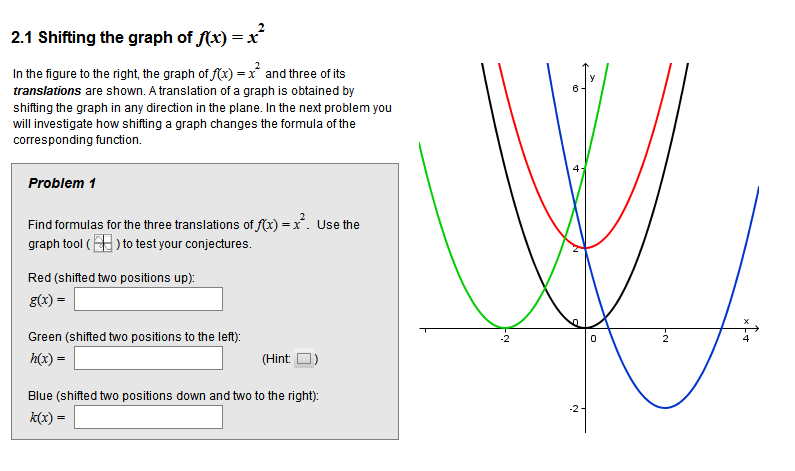 2.1 Shifting the graph of f(x) = x²
In the figure to the right, the graph of f(x) = x² and three of its
translations are shown. A translation of a graph is obtained by
shifting the graph in any direction in the plane. In the next problem you
will investigate how shifting a graph changes the formula of the
corresponding function.
Problem 1
Find formulas for the three translations of f(x) = x². Use the
graph tool ( ) to test your conjectures.
Red (shifted two positions up):
g(x) =
Green (shifted two positions to the left):
h(x) =
(Hint: )
Blue (shifted two positions down and two to the right):
k(x) =
y
6
4
2
0
x
-2
0
2
4
-2